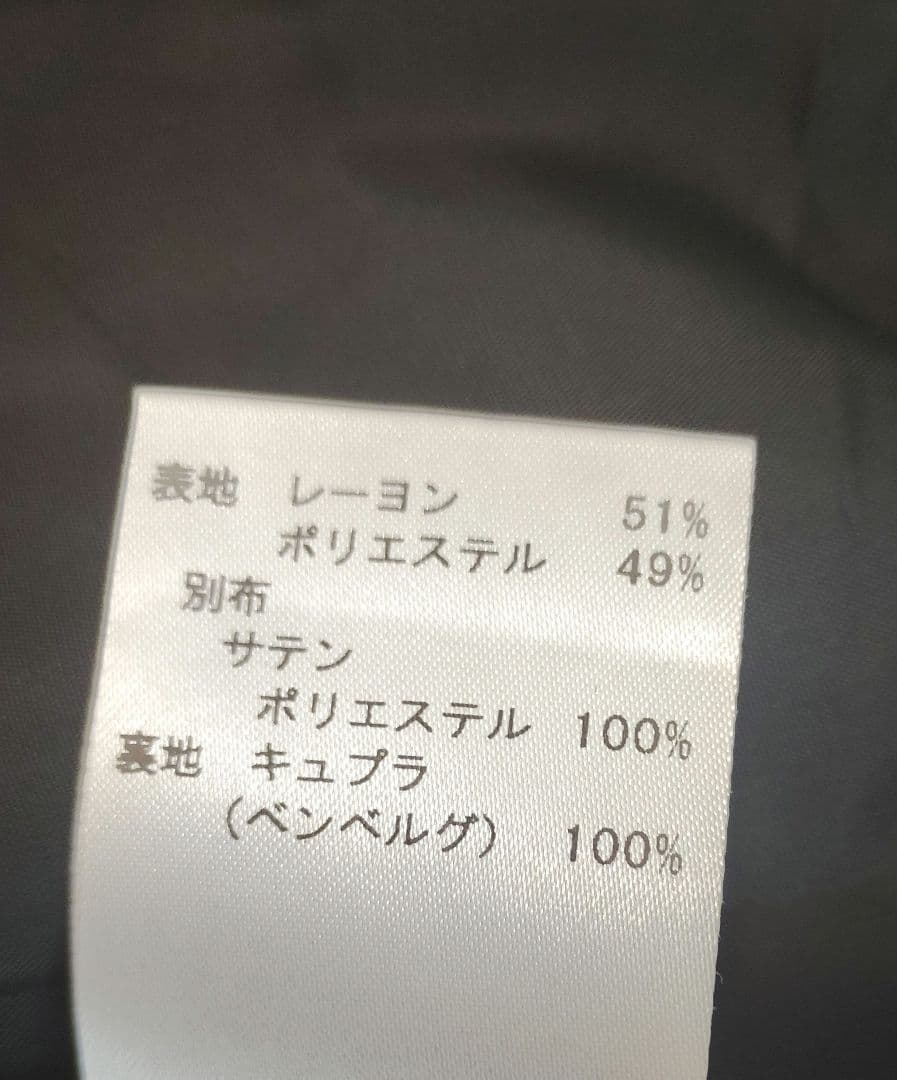 表地 レーヨン 51%
ポリエステル 49%
別布
サテン
ポリエステル 100%
裏地 キュプラ
(ベンベルグ) 100%